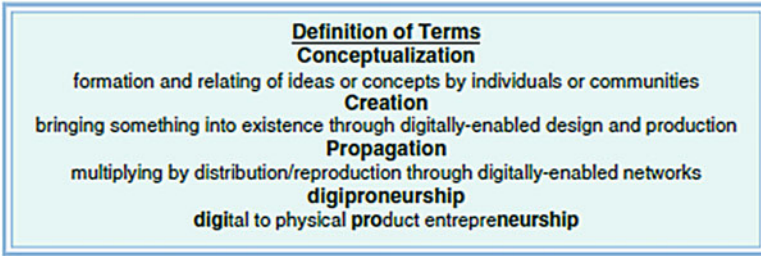 Definition of Terms
Conceptualization
formation and relating of ideas or concepts by individuals or communities
Creation
bringing something into existence through digitally-enabled design and production
Propagation
multiplying by distribution/reproduction through digitally-enabled networks
digiproneurship
digital to physical product entrepreneurship